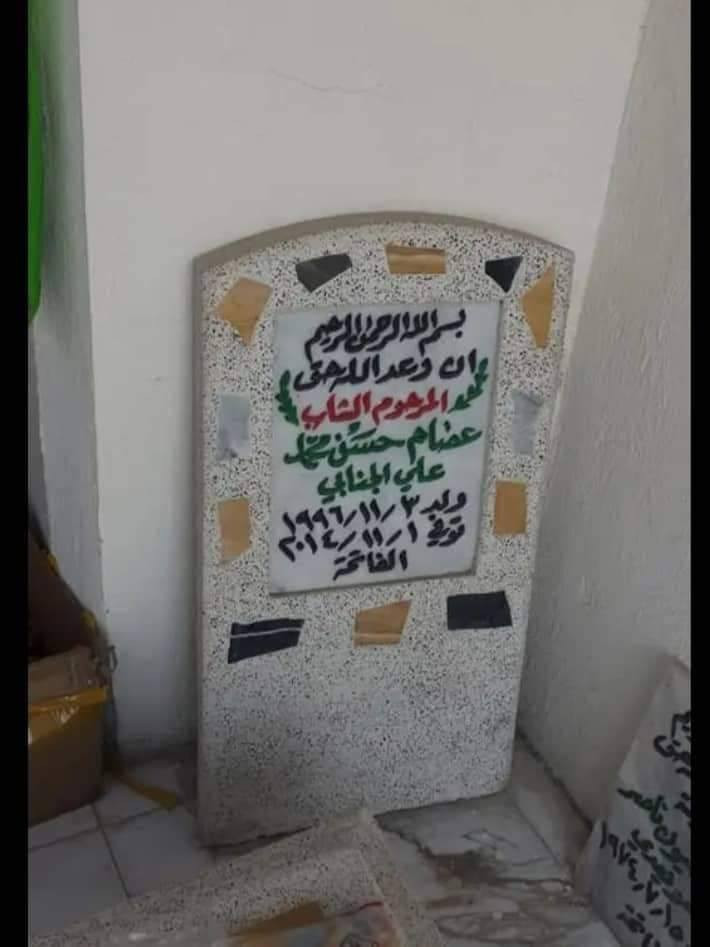 بسم الله الرحمن الرحيم
ان وعد الله حق
المرحوم الشاب
عصام حسن محمد
علي الجنابي
ولد ٣/١١/١٩٩٦
توفي ١/١١/٢٠١٤
الفاتحة